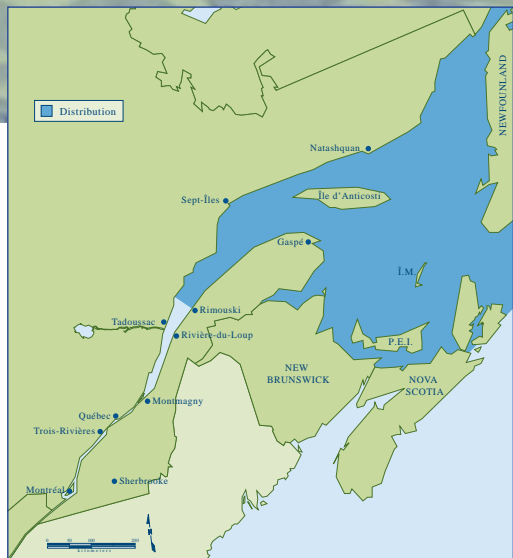 NEWFOUNLAND
Distribution
Natashquan
Île d'Anticosti
Sept-Îles
Gaspé
Î.M.
Rimouski
Tadoussac
Rivière-du-Loup
P.E.I.
NEW
BRUNSWICK
NOVA
SCOTIA
Montmagny
Québec
Trois-Rivières
Sherbrooke
Montréal
kilometers